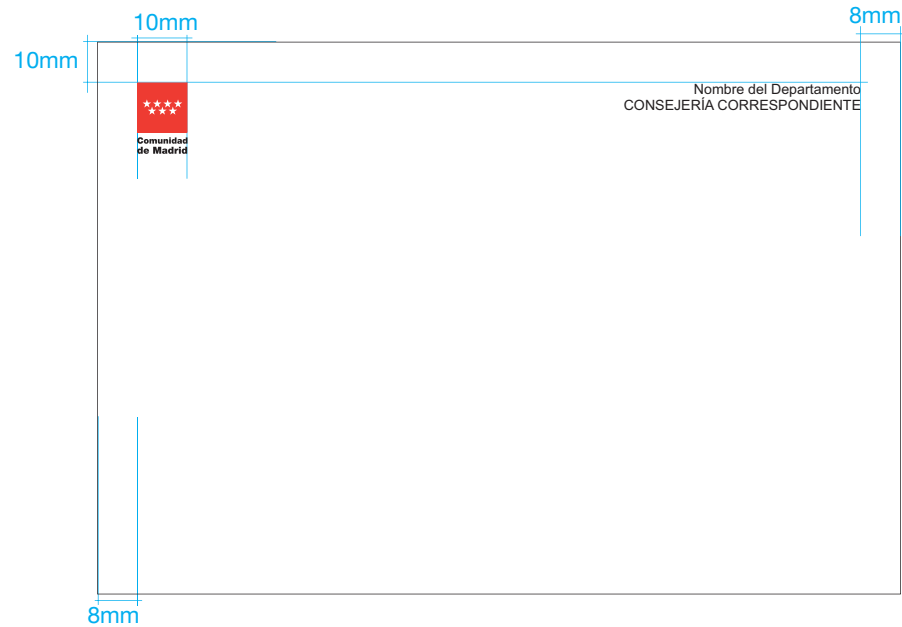 10mm
8mm
10mm
Nombre del Departamento
CONSEJERÍA CORRESPONDIENTE
Comunidad
de Madrid
8mm